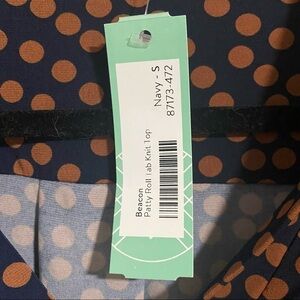 Beacon
Patty Roll Tab Knit Top
Navy - S
87173-472